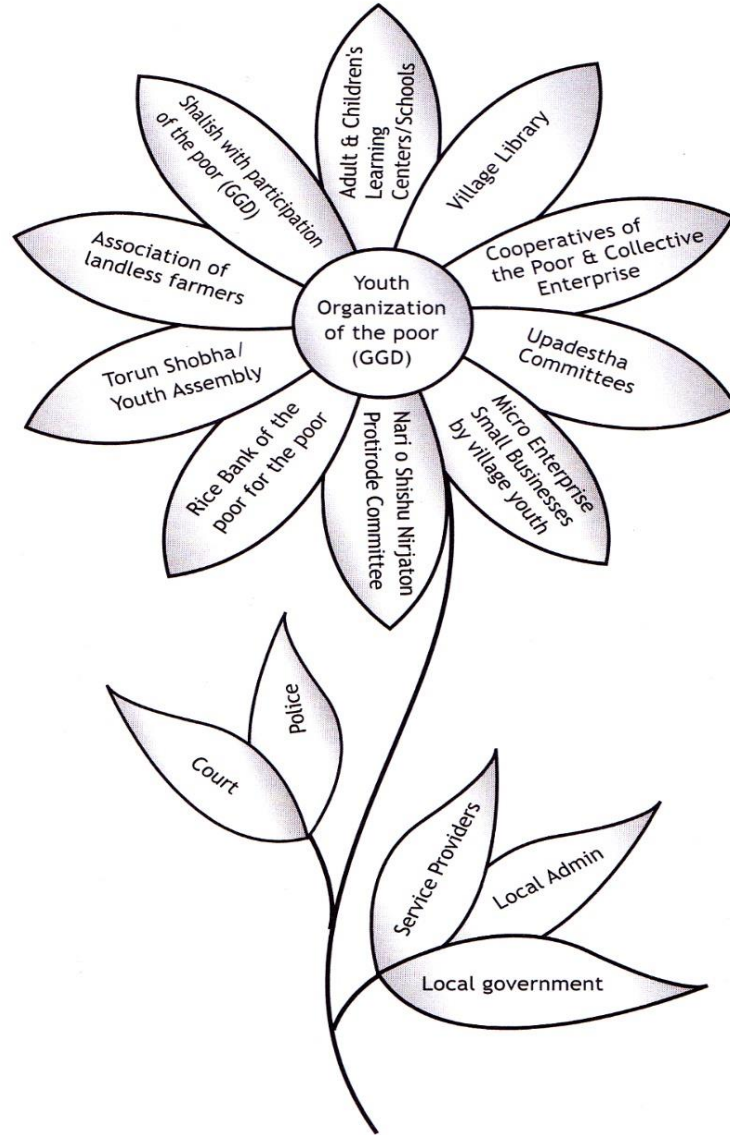 Adult & Children's
Learning
Centers/Schools
Village Library
Cooperatives of
the Poor & Collective
Enterprise
Upadestha
Committees
Micro Enterprise
Small Businesses
by village youth
Nari o Shishu Nirjaton
Protirode Committee
Rice Bank of the
poor for the poor
Torun Shobha/
Youth Assembly
Association of
landless farmers
Shalish with participation
of the poor (GGD)
Youth
Organization
of the poor
(GGD)
Police
Court
Service Providers
Local Admin
Local government